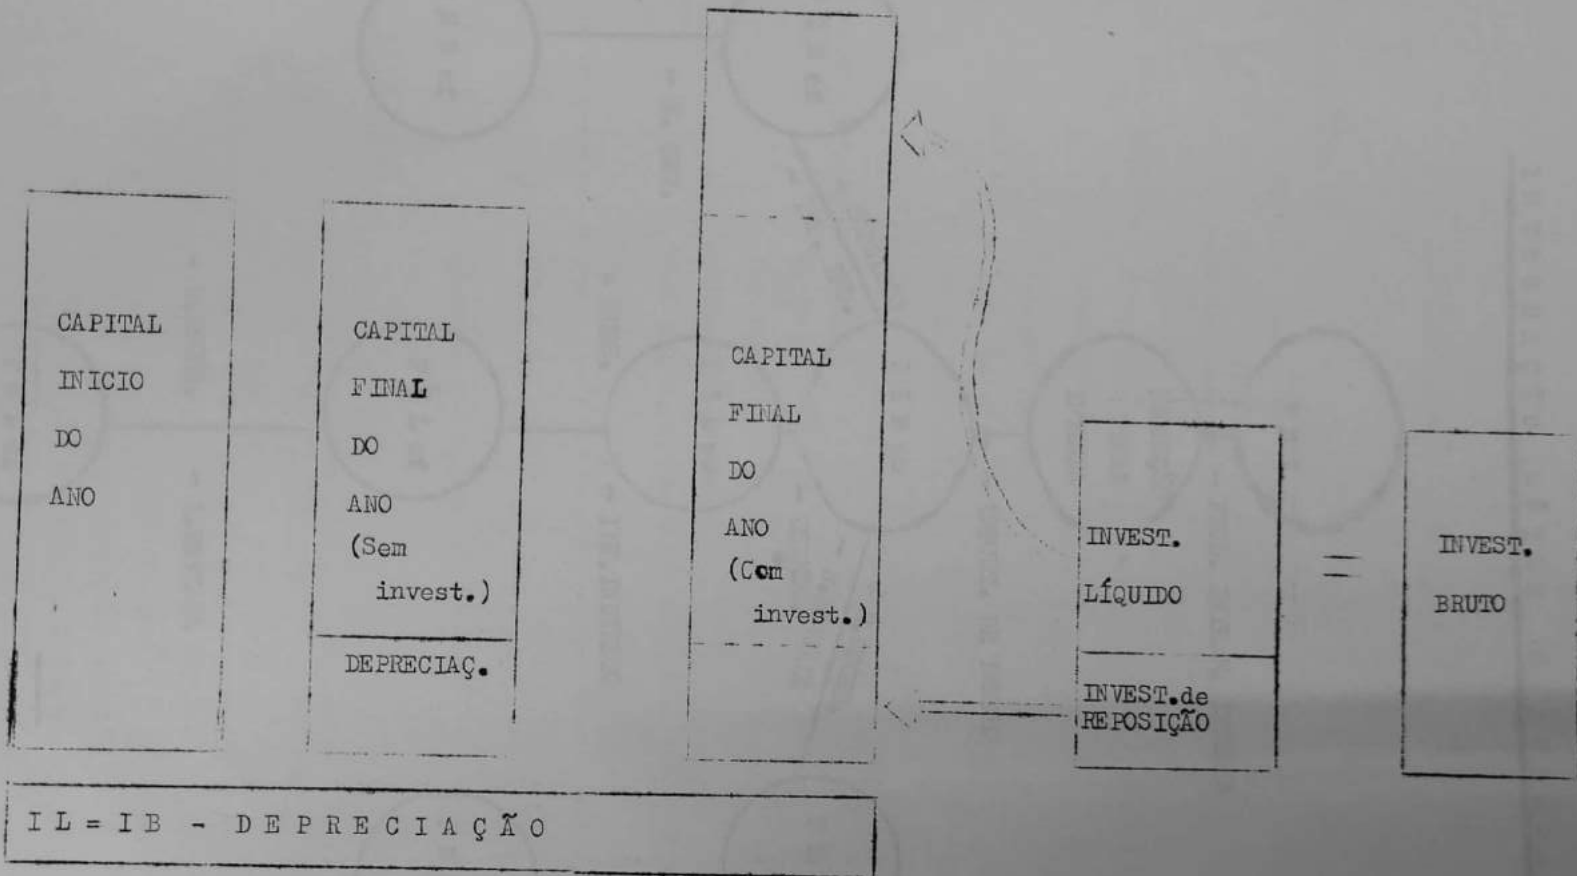 CAPITAL
INICIO
DO
ANO
CAPITAL
FINAL
DO
ANO
(Sem
invest.)
DEPRECIAÇ.
CAPITAL
FINAL
DO
ANO
(Com
invest.)
INVEST.
LÍQUIDO
INVEST.de
REPOSIÇÃO
=
INVEST.
BRUTO
IL = IB - DEPRECIAÇÃO